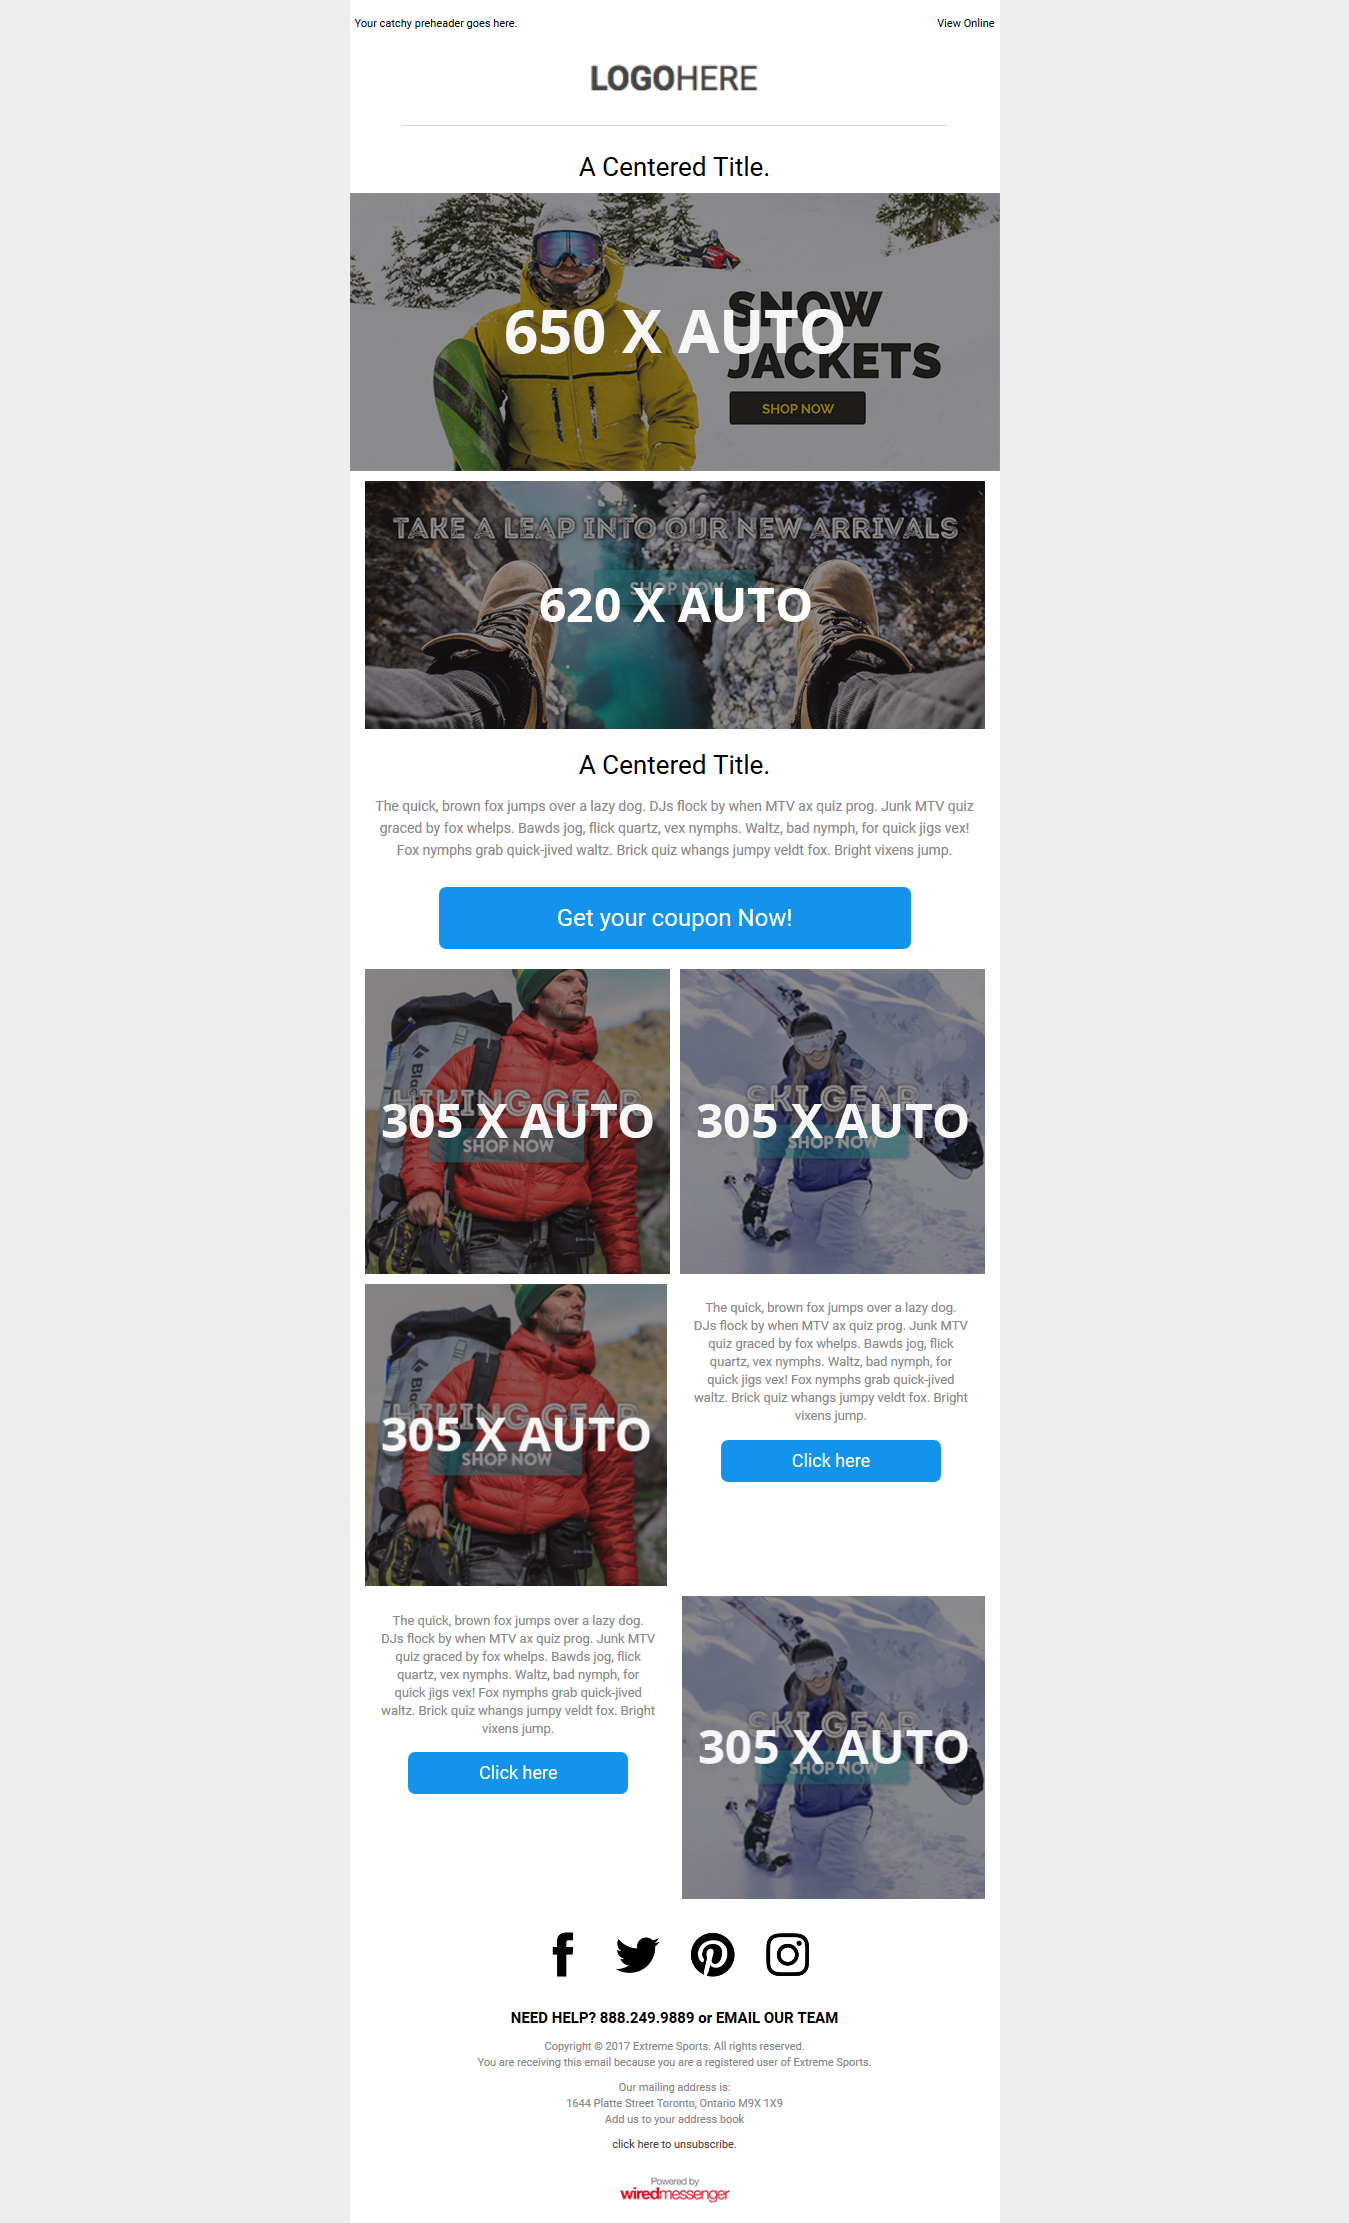 Your catchy preheader goes here.
View Online
LOGOHERE
A Centered Title.
SNOW
JACKETS
650 X AUTO
SHOP NOW
TAKE A LEAP INTO OUR NEW ARRIVALS
SHOP NOW
620 X AUTO
A Centered Title.
The quick, brown fox jumps over a lazy dog. DJs flock by when MTV ax quiz prog. Junk MTV quiz
graced by fox whelps. Bawds jog, flick quartz, vex nymphs. Waltz, bad nymph, for quick jigs vex!
Fox nymphs grab quick-jived waltz. Brick quiz whangs jumpy veldt fox. Bright vixens jump.
Get your coupon Now!
HIKING GEAR
305 X AUTO
SHOP NOW
SKI GEAR
305 X AUTO
SHOP NOW
HIKING GEAR
305 X AUTO
SHOP NOW
The quick, brown fox jumps over a lazy dog.
DJs flock by when MTV ax quiz prog. Junk MTV
quiz graced by fox whelps. Bawds jog, flick
quartz, vex nymphs. Waltz, bad nymph, for
quick jigs vex! Fox nymphs grab quick-jived
waltz. Brick quiz whangs jumpy veldt fox. Bright
vixens jump.
Click here
The quick, brown fox jumps over a lazy dog.
DJs flock by when MTV ax quiz prog. Junk MTV
quiz graced by fox whelps. Bawds jog, flick
quartz, vex nymphs. Waltz, bad nymph, for
quick jigs vex! Fox nymphs grab quick-jived
waltz. Brick quiz whangs jumpy veldt fox. Bright
vixens jump.
Click here
SKI GEAR
305 X AUTO
SHOP NOW
NEED HELP? 888.249.9889 or EMAIL OUR TEAM
Copyright © 2017 Extreme Sports. All rights reserved.
You are receiving this email because you are a registered user of Extreme Sports.
Our mailing address is:
1644 Platte Street Toronto, Ontario M9X 1X9
Add us to your address book
click here to unsubscribe.
Powered by
wiredmessenger